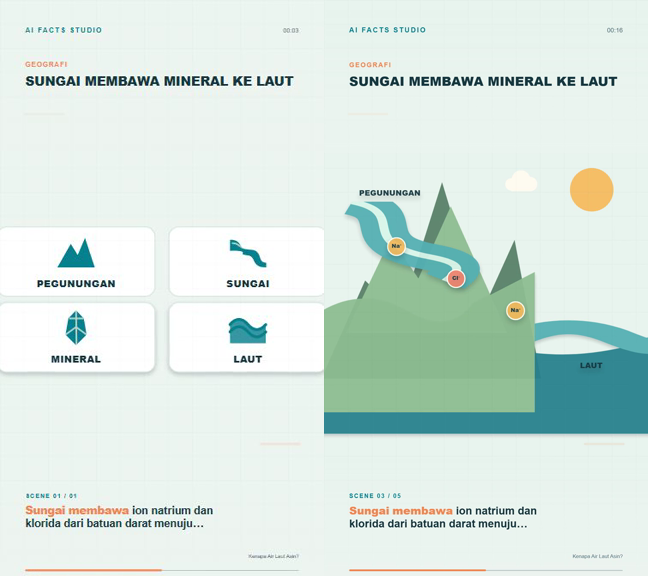 AI FACTS STUDIO
00:03
GEOGRAFI
SUNGAI MEMBAWA MINERAL KE LAUT
PEGUNUNGAN
SUNGAI
MINERAL
LAUT
SCENE 01 / 01
Sungai membawa ion natrium dan
klorida dari batuan darat menuju...
Kenapa Air Laut Asin?
AI FACTS STUDIO
00:16
GEOGRAFI
SUNGAI MEMBAWA MINERAL KE LAUT
PEGUNUNGAN
Na⁺
Cl⁻
Na⁺
LAUT
SCENE 03 / 05
Sungai membawa ion natrium dan
klorida dari batuan darat menuju...
Kenapa Air Laut Asin?